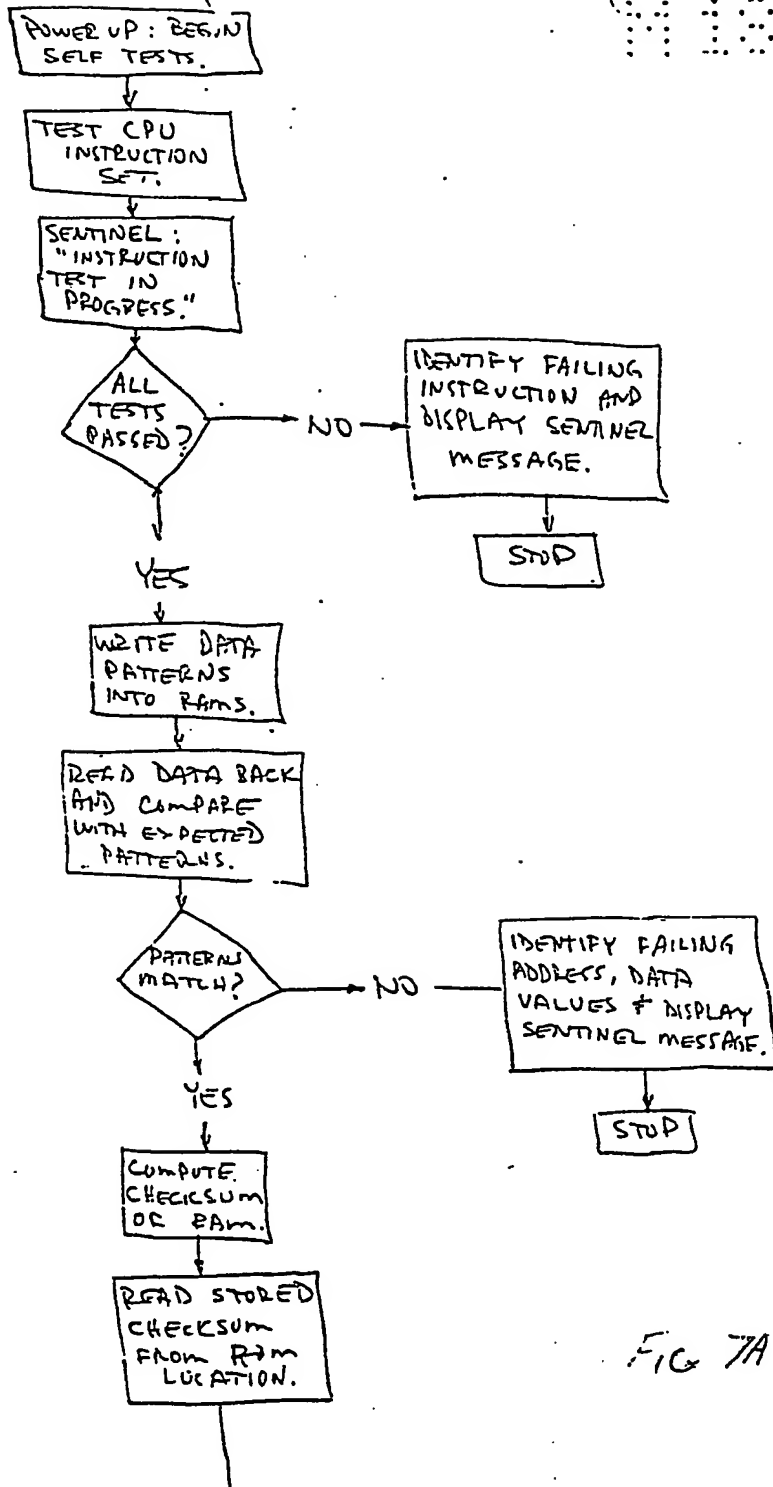 POWER UP: BEGIN
SELF TESTS.
TEST CPU
INSTRUCTION
SET.
SENTINEL:
"INSTRUCTION
TEST IN
PROGRESS."
ALL
TESTS
PASSED?
NO
IDENTIFY FAILING
INSTRUCTION AND
DISPLAY SENTINEL
MESSAGE.
STOP
YES
WRITE DATA
PATTERNS
INTO RAMS.
READ DATA BACK
AND COMPARE
WITH EXPECTED
PATTERNS.
PATTERNS
MATCH?
NO
IDENTIFY FAILING
ADDRESS, DATA
VALUES & DISPLAY
SENTINEL MESSAGE.
STOP
YES
COMPUTE
CHECKSUM
OF RAM.
READ STORED
CHECKSUM
FROM
LOCATION.
FIG 7A